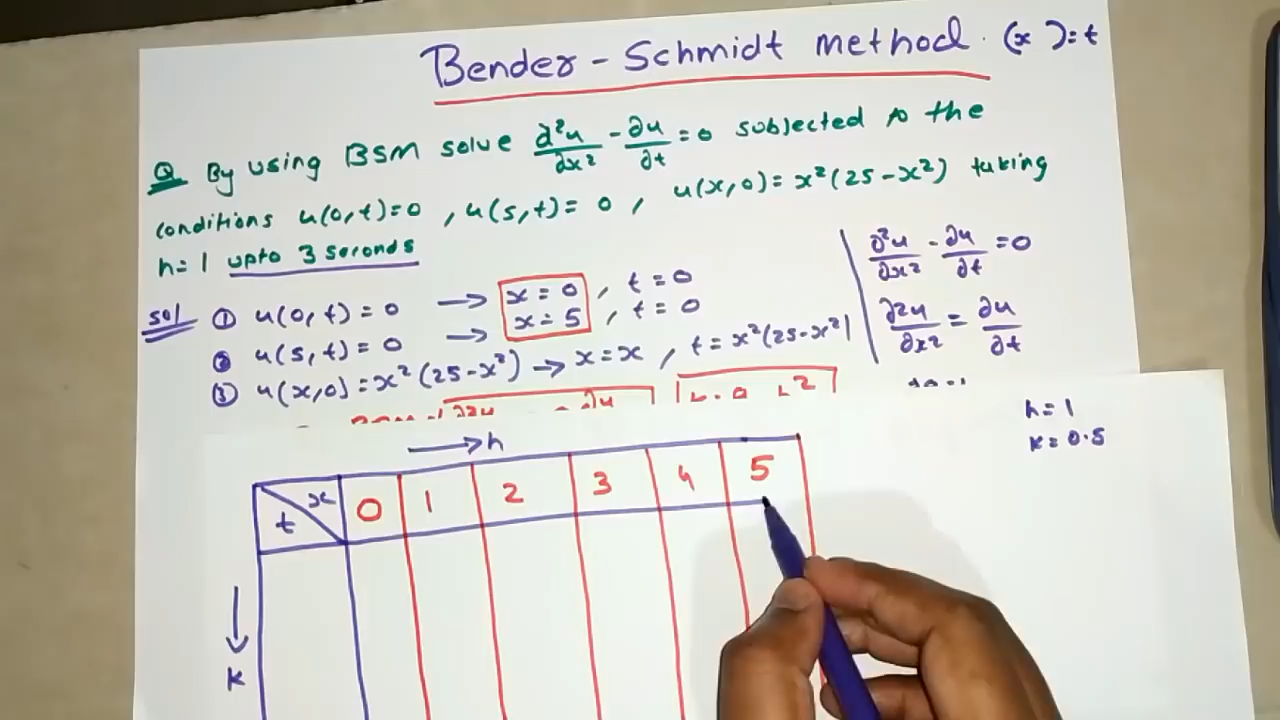 Bender - Schmidt method. (x )= t
Q By using BSM solve ∂²u/∂x² - ∂u/∂t = 0 subjected to the
conditions u(0,t)=0 , u(5,t)= 0 , u(x,0)= x²(25-x²) taking
h=1 upto 3 seconds
sol ① u(0,t)=0 → x=0 , t=0
② u(5,t)=0 → x=5 , t=0
③ u(x,0)=x²(25-x²) → x=x , t=x²(25-x²)
∂²u/∂x² - ∂u/∂t =0
∂2u/∂x² = ∂u/∂t
h=1
k=0.5
→ h
x
t
0 1 2 3 4 5
↓
k